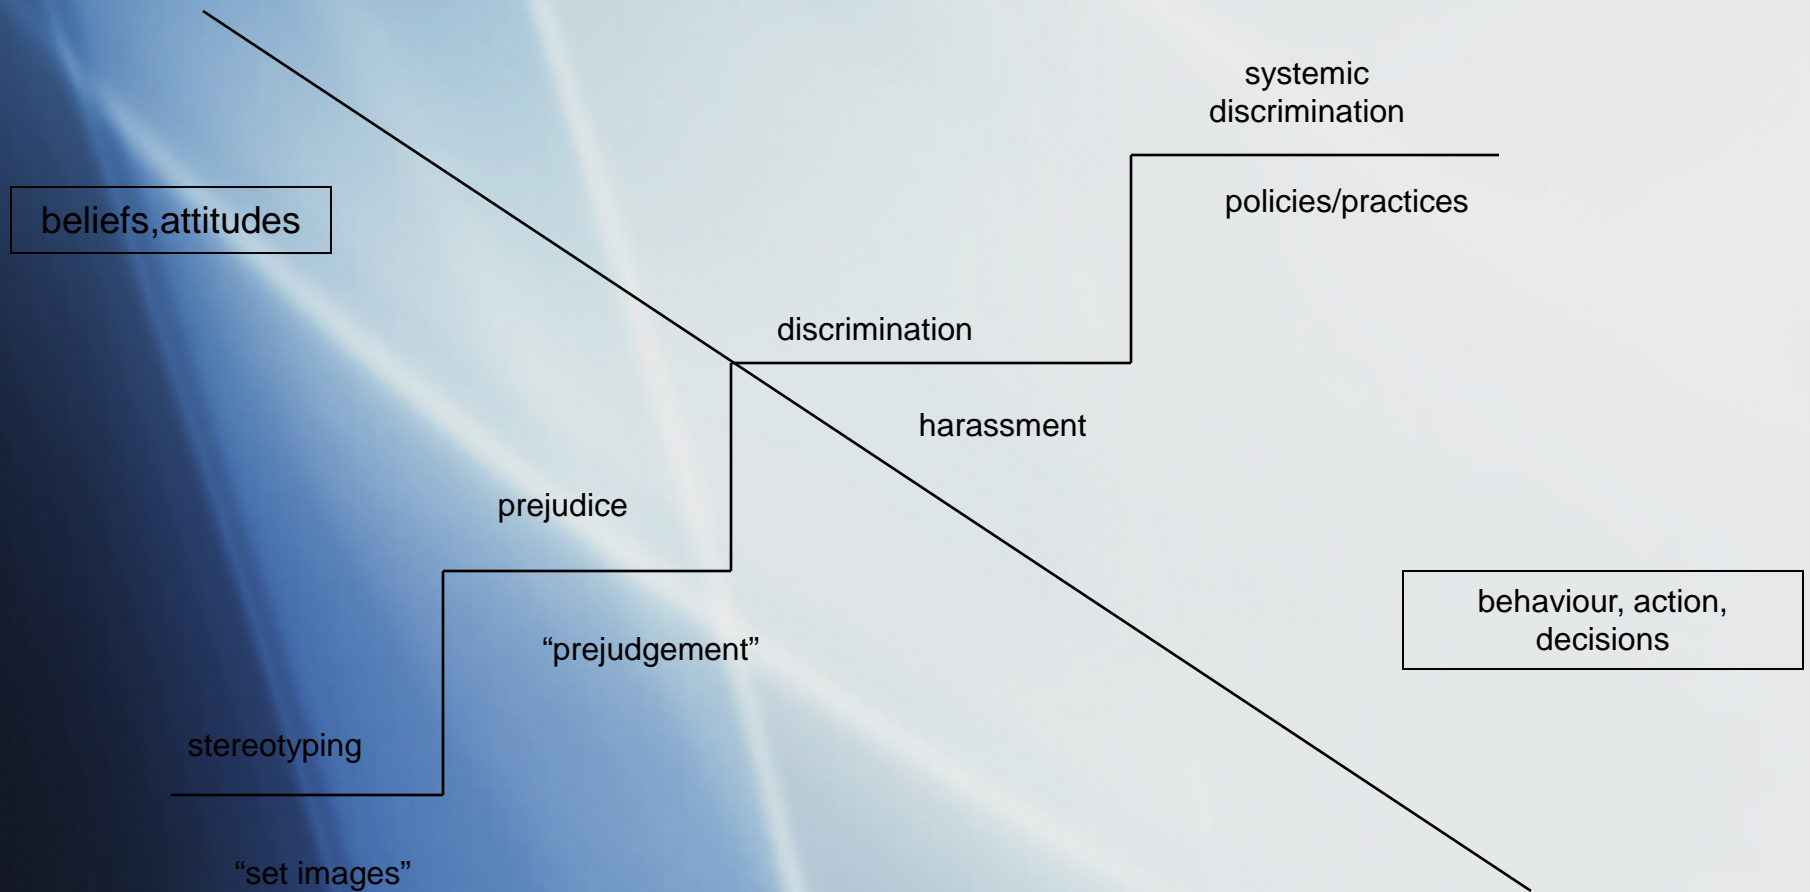 systemic
discrimination
policies/practices
beliefs,attitudes
discrimination
harassment
prejudice
“prejudgement”
behaviour, action,
decisions
stereotyping
“set images”